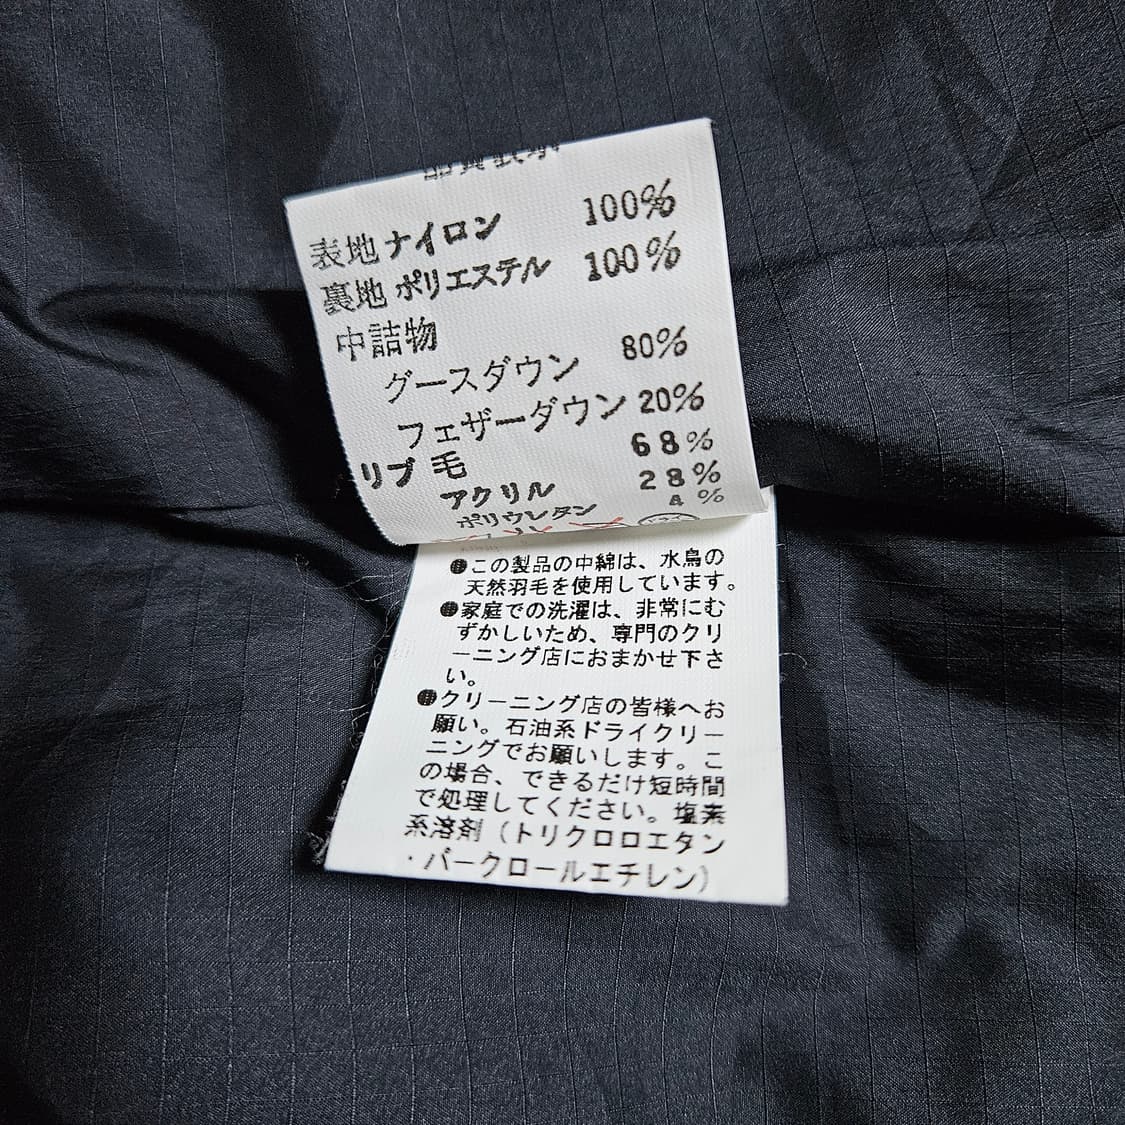 品質表示
表地 ナイロン 100%
裏地 ポリエステル 100%
中詰物
グースダウン 80%
フェザーダウン 20%
リブ 毛 68%
アクリル 28%
ポリウレタン 4%
ドライ
●この製品の中綿は、水鳥の
天然羽毛を使用しています。
●家庭での洗濯は、非常にむ
ずかしいため、専門のクリ
ーニング店におまかせ下さ
い。
●クリーニング店の皆様へお
願い。石油系ドライクリー
ニングでお願いします。こ
の場合、できるだけ短時間
で処理してください。塩素
系溶剤（トリクロロエタン
・パークロールエチレン）